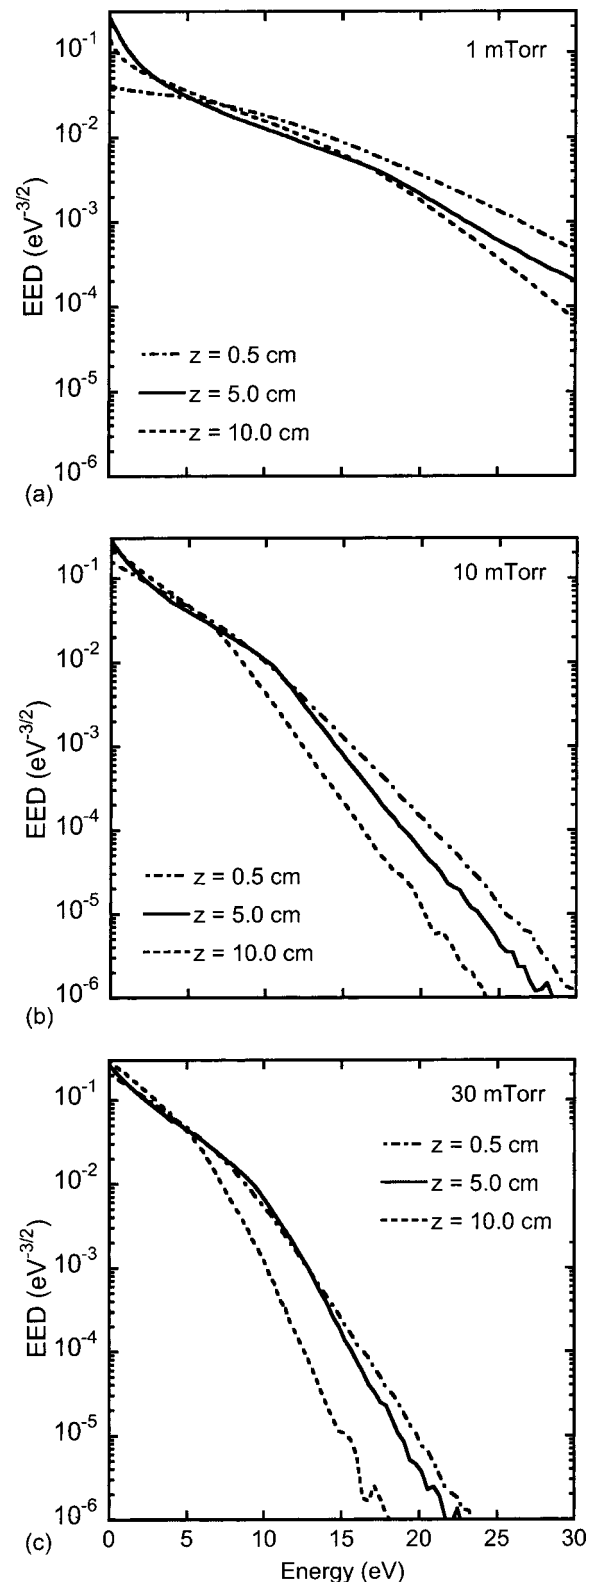 10^-1
1 mTorr
10^-2
EED (eV^-3/2)
10^-3
10^-4
z = 0.5 cm
10^-5
z = 5.0 cm
z = 10.0 cm
10^-6
(a)
10^-1
10 mTorr
10^-2
EED (eV^-3/2)
10^-3
10^-4
z = 0.5 cm
10^-5
z = 5.0 cm
z = 10.0 cm
10^-6
(b)
10^-1
30 mTorr
z = 0.5 cm
10^-2
z = 5.0 cm
z = 10.0 cm
EED (eV^-3/2)
10^-3
10^-4
10^-5
10^-6
(c)
0 5 10 15 20 25 30
Energy (eV)